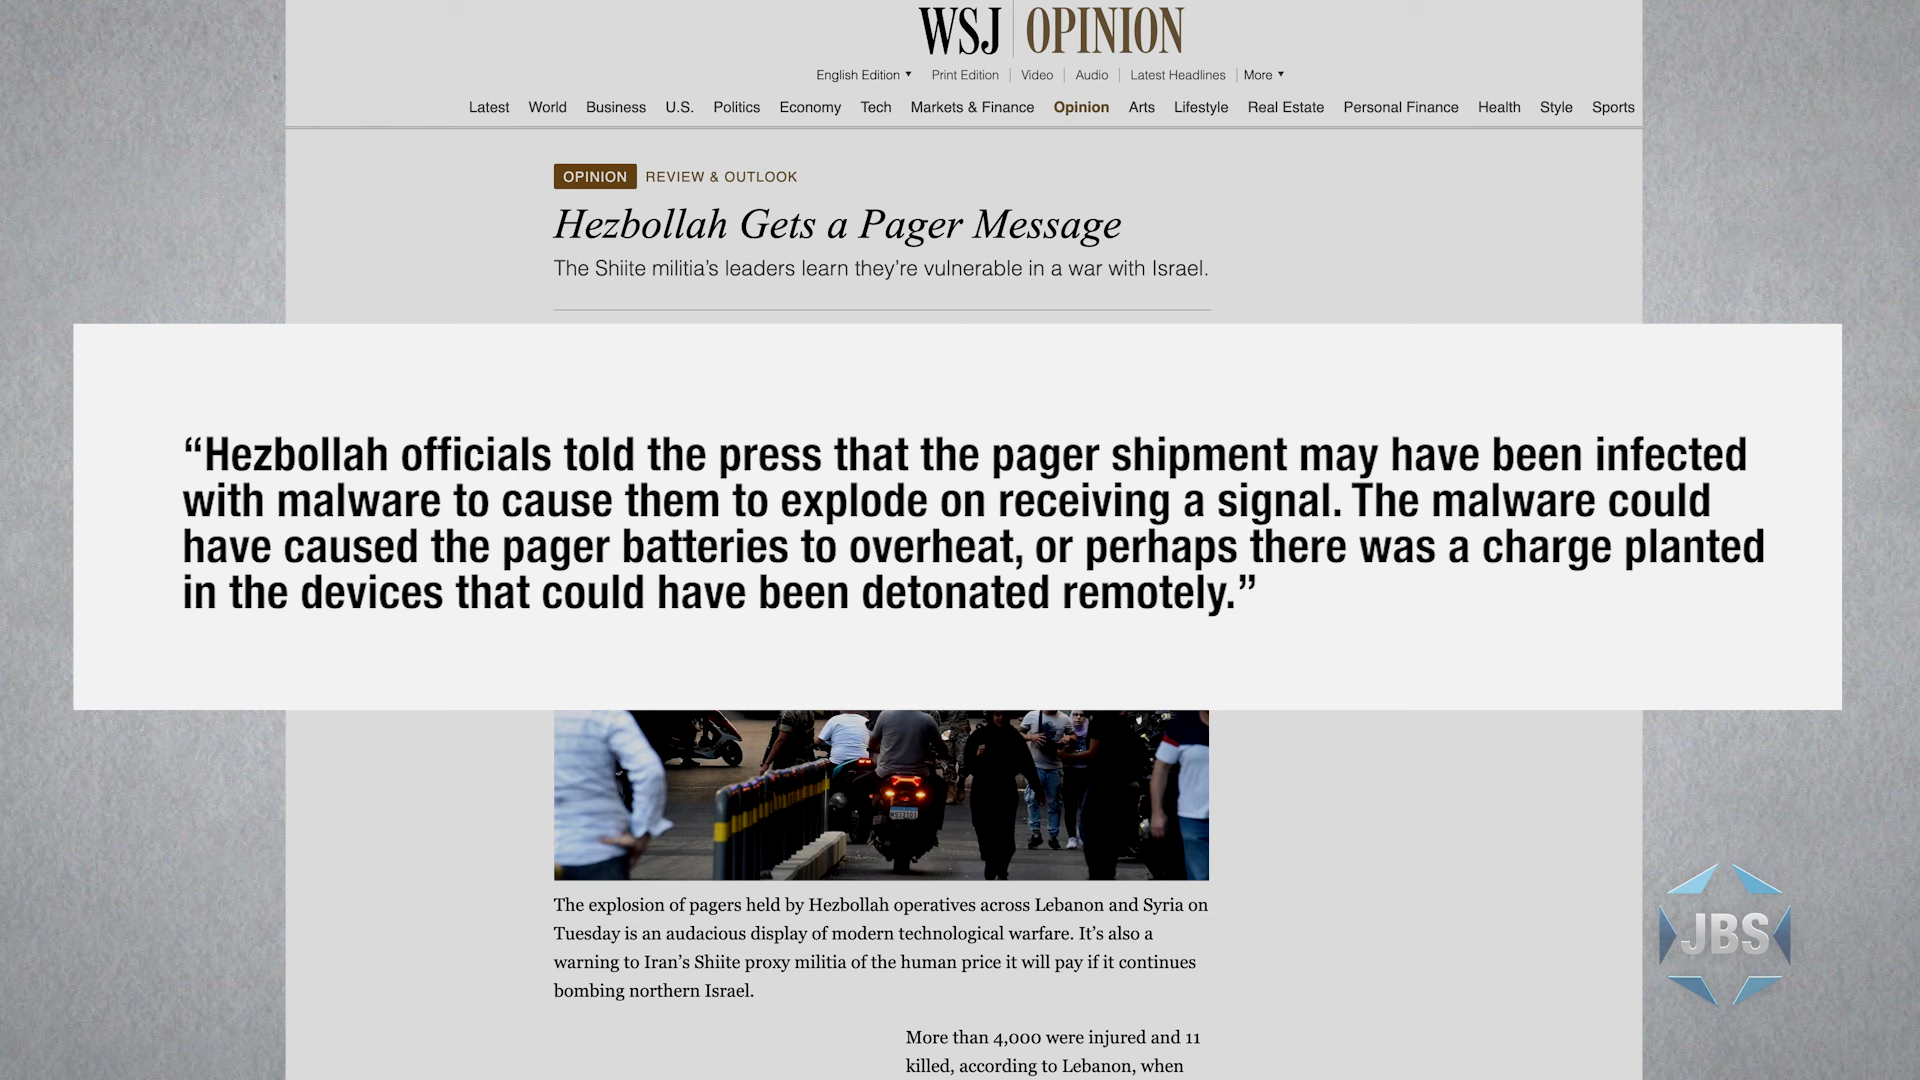 WSJ OPINION
English Edition Print Edition Video Audio Latest Headlines More
Latest World Business U.S. Politics Economy Tech Markets & Finance Opinion Arts Lifestyle Real Estate Personal Finance Health Style Sports
OPINION REVIEW & OUTLOOK
Hezbollah Gets a Pager Message
The Shiite militia’s leaders learn they’re vulnerable in a war with Israel.
“Hezbollah officials told the press that the pager shipment may have been infected
with malware to cause them to explode on receiving a signal. The malware could
have caused the pager batteries to overheat, or perhaps there was a charge planted
in the devices that could have been detonated remotely.”
The explosion of pagers held by Hezbollah operatives across Lebanon and Syria on
Tuesday is an audacious display of modern technological warfare. It’s also a
warning to Iran’s Shiite proxy militia of the human price it will pay if it continues
bombing northern Israel.
JBS
More than 4,000 were injured and 11
killed, according to Lebanon, when